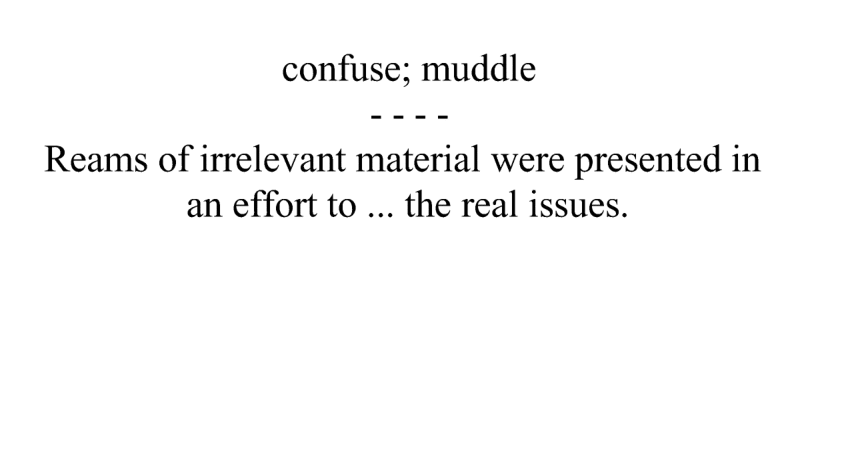 confuse; muddle
- - - -
Reams of irrelevant material were presented in
an effort to ... the real issues.